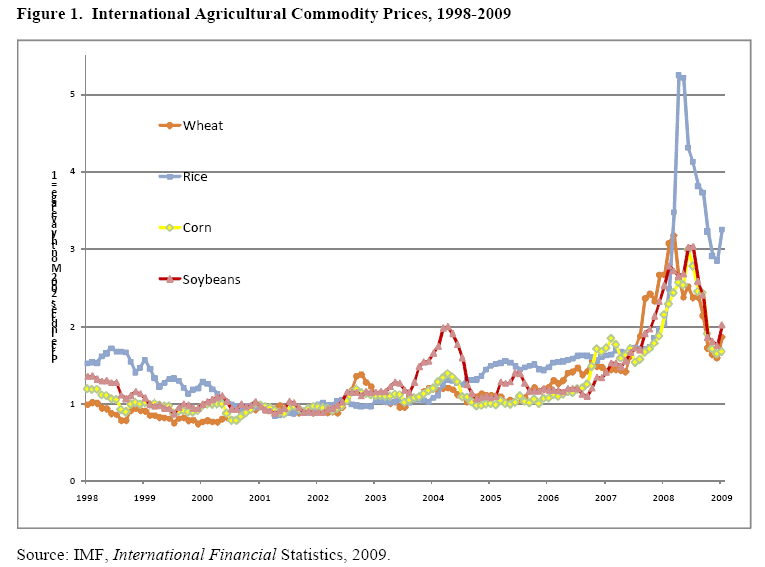 Figure 1.  International Agricultural Commodity Prices, 1998-2009
5
Wheat
4
Rice
Corn
3
Soybeans
2
1
0
1998 1999 2000 2001 2002 2003 2004 2005 2006 2007 2008 2009
Source: IMF, International Financial Statistics, 2009.